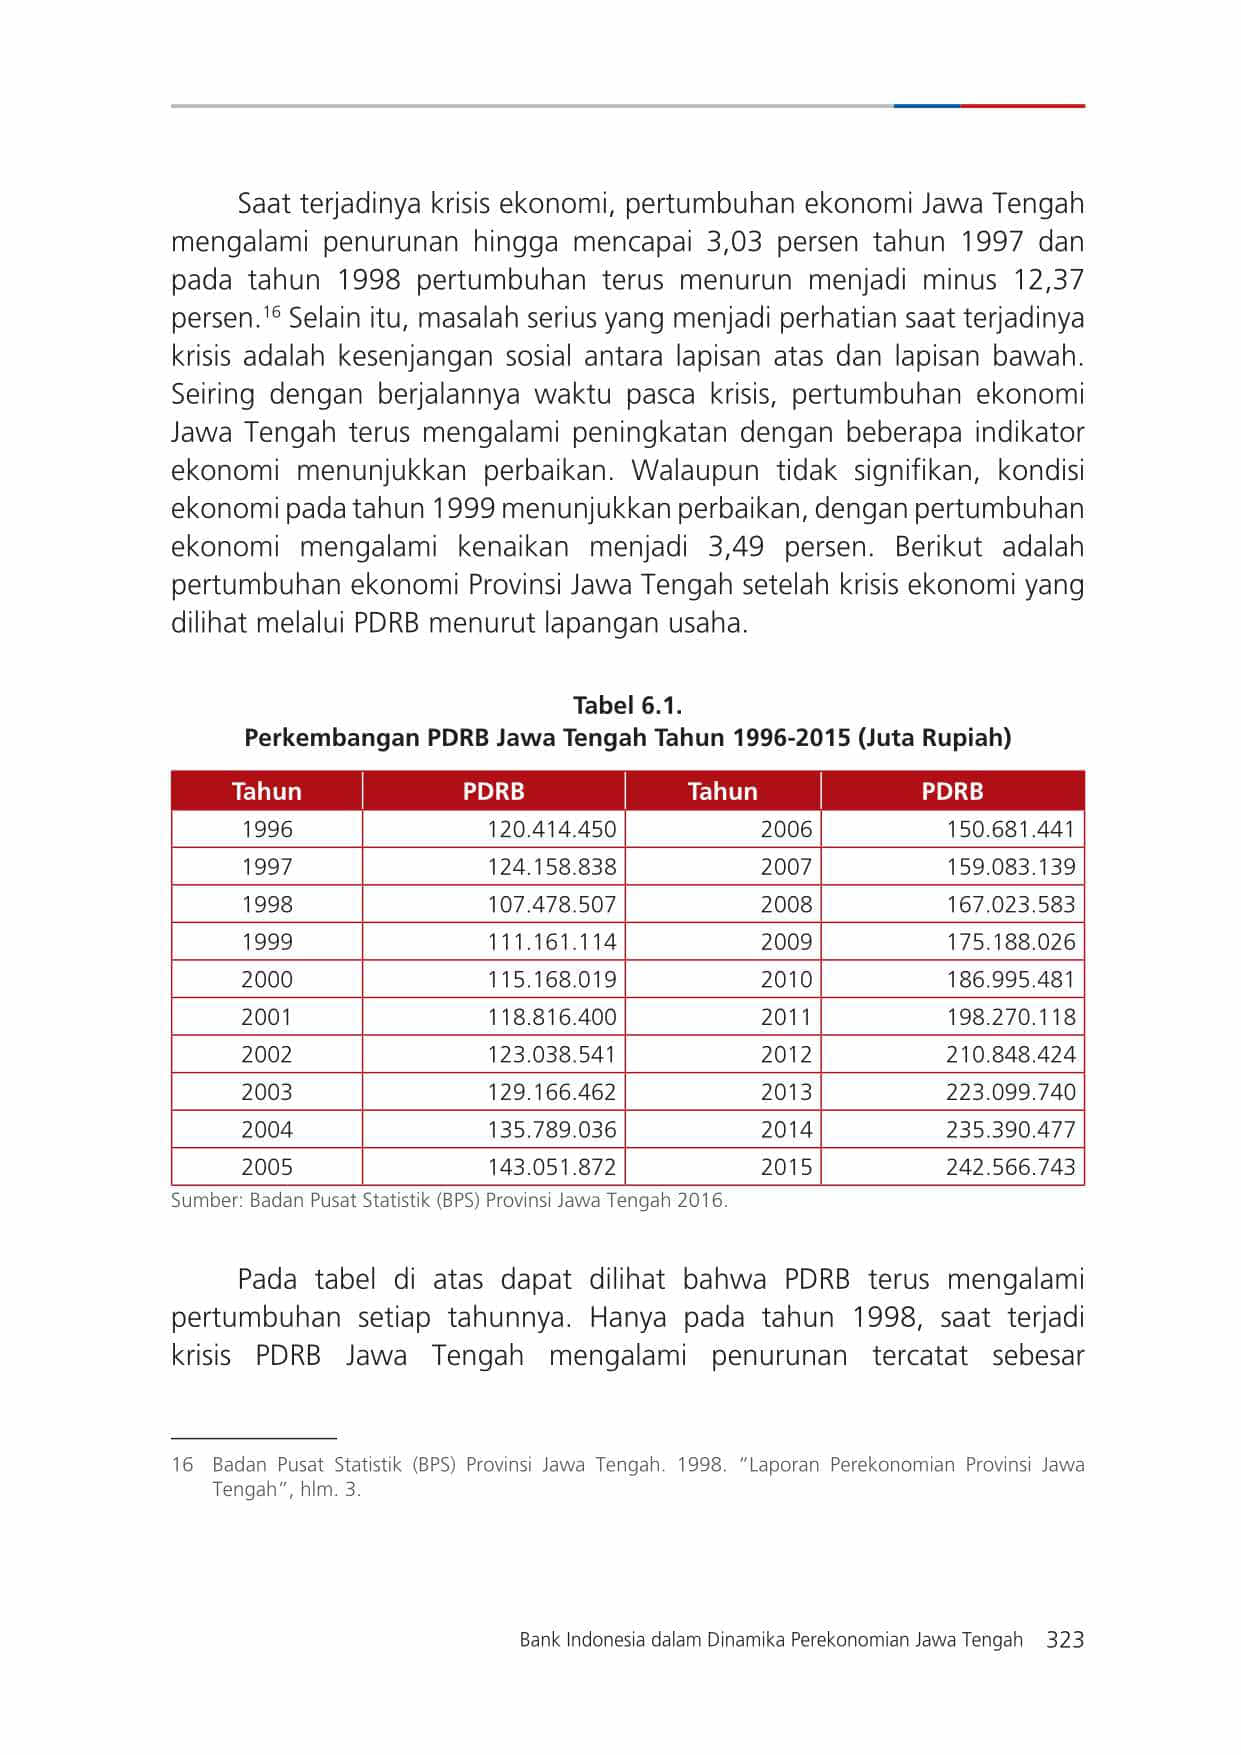 Saat terjadinya krisis ekonomi, pertumbuhan ekonomi Jawa Tengah
mengalami penurunan hingga mencapai 3,03 persen tahun 1997 dan
pada tahun 1998 pertumbuhan terus menurun menjadi minus 12,37
persen.¹⁶ Selain itu, masalah serius yang menjadi perhatian saat terjadinya
krisis adalah kesenjangan sosial antara lapisan atas dan lapisan bawah.
Seiring dengan berjalannya waktu pasca krisis, pertumbuhan ekonomi
Jawa Tengah terus mengalami peningkatan dengan beberapa indikator
ekonomi menunjukkan perbaikan. Walaupun tidak signifikan, kondisi
ekonomi pada tahun 1999 menunjukkan perbaikan, dengan pertumbuhan
ekonomi mengalami kenaikan menjadi 3,49 persen. Berikut adalah
pertumbuhan ekonomi Provinsi Jawa Tengah setelah krisis ekonomi yang
dilihat melalui PDRB menurut lapangan usaha.
Tabel 6.1.
Perkembangan PDRB Jawa Tengah Tahun 1996-2015 (Juta Rupiah)
Tahun PDRB Tahun PDRB
1996 120.414.450 2006 150.681.441
1997 124.158.838 2007 159.083.139
1998 107.478.507 2008 167.023.583
1999 111.161.114 2009 175.188.026
2000 115.168.019 2010 186.995.481
2001 118.816.400 2011 198.270.118
2002 123.038.541 2012 210.848.424
2003 129.166.462 2013 223.099.740
2004 135.789.036 2014 235.390.477
2005 143.051.872 2015 242.566.743
Sumber: Badan Pusat Statistik (BPS) Provinsi Jawa Tengah 2016.
Pada tabel di atas dapat dilihat bahwa PDRB terus mengalami
pertumbuhan setiap tahunnya. Hanya pada tahun 1998, saat terjadi
krisis PDRB Jawa Tengah mengalami penurunan tercatat sebesar
16 Badan Pusat Statistik (BPS) Provinsi Jawa Tengah. 1998. “Laporan Perekonomian Provinsi Jawa
Tengah”, hlm. 3.
Bank Indonesia dalam Dinamika Perekonomian Jawa Tengah 323